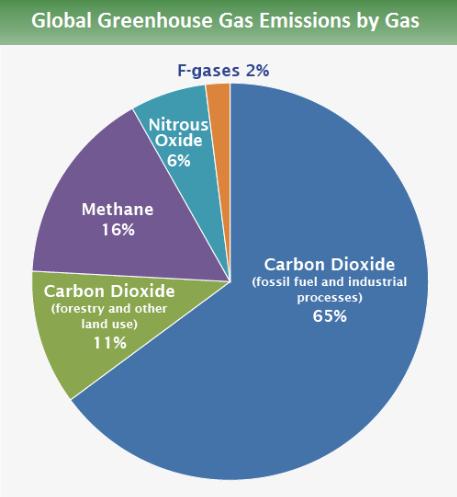 Global Greenhouse Gas Emissions by Gas
F-gases 2%
Nitrous
Oxide
6%
Methane
16%
Carbon Dioxide
(fossil fuel and industrial
processes)
65%
Carbon Dioxide
(forestry and other
land use)
11%